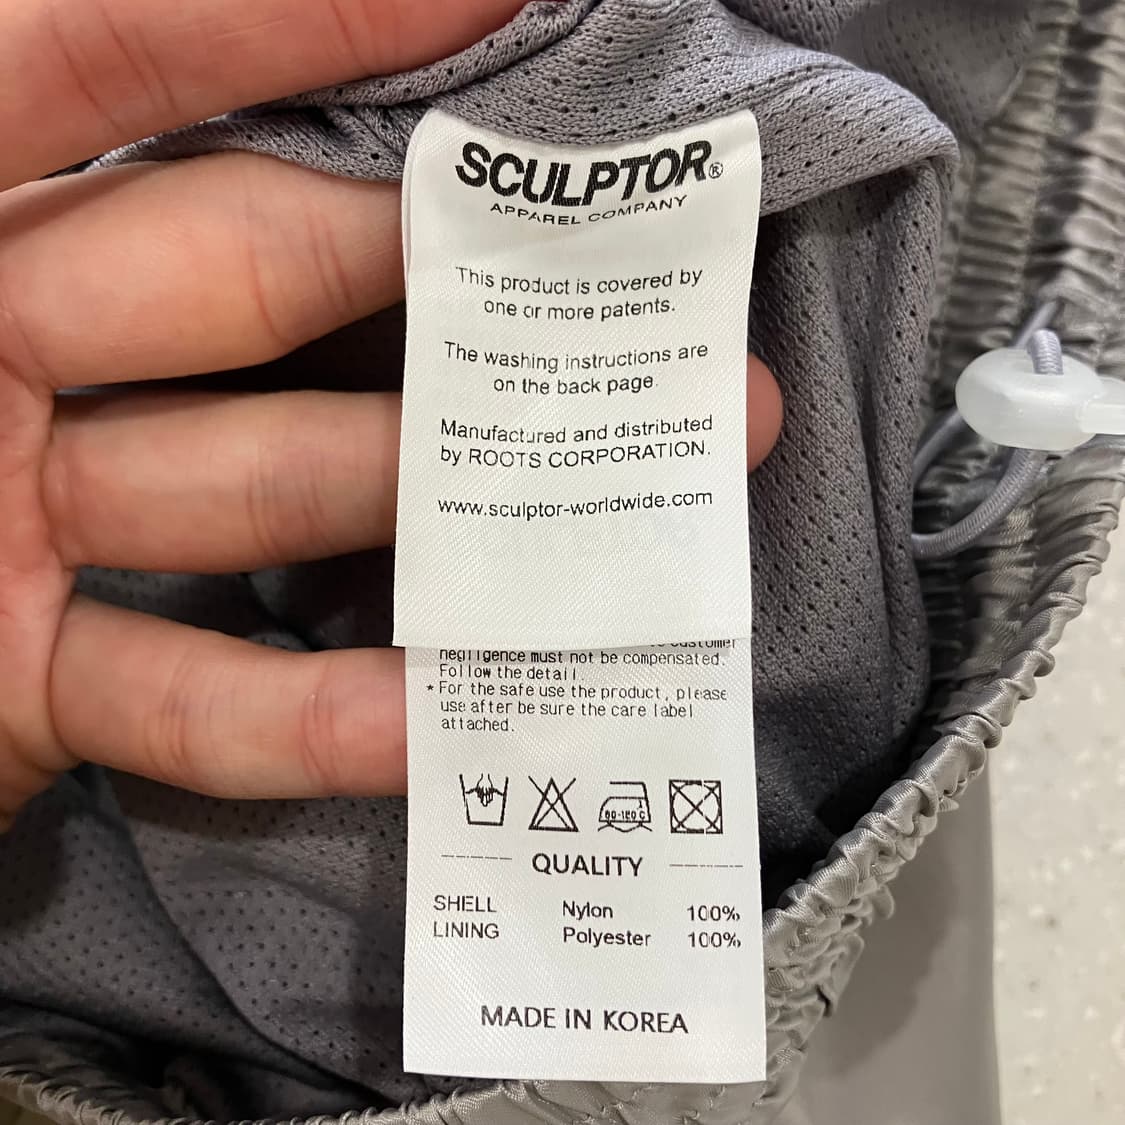 SCULPTOR®
APPAREL COMPANY
This product is covered by
one or more patents.
The washing instructions are
on the back page.
Manufactured and distributed
by ROOTS CORPORATION.
www.sculptor-worldwide.com
customer
negligence must not be compensated.
Follow the detail
* For the safe use the product, please
use after be sure the care label
attached.
QUALITY
SHELL Nylon 100%
LINING Polyester 100%
MADE IN KOREA